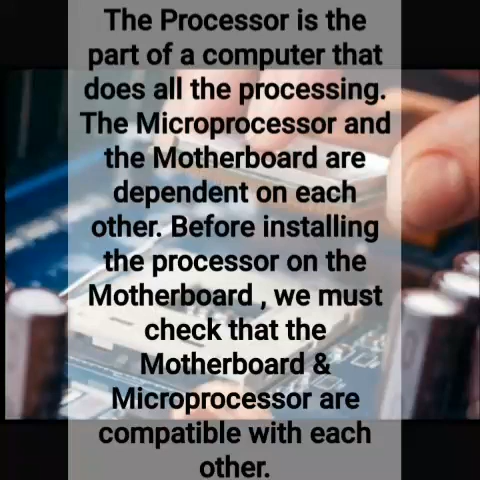 The Processor is the
part of a computer that
does all the processing.
The Microprocessor and
the Motherboard are
dependent on each
other. Before installing
the processor on the
Motherboard , we must
check that the
Motherboard &
Microprocessor are
compatible with each
other.